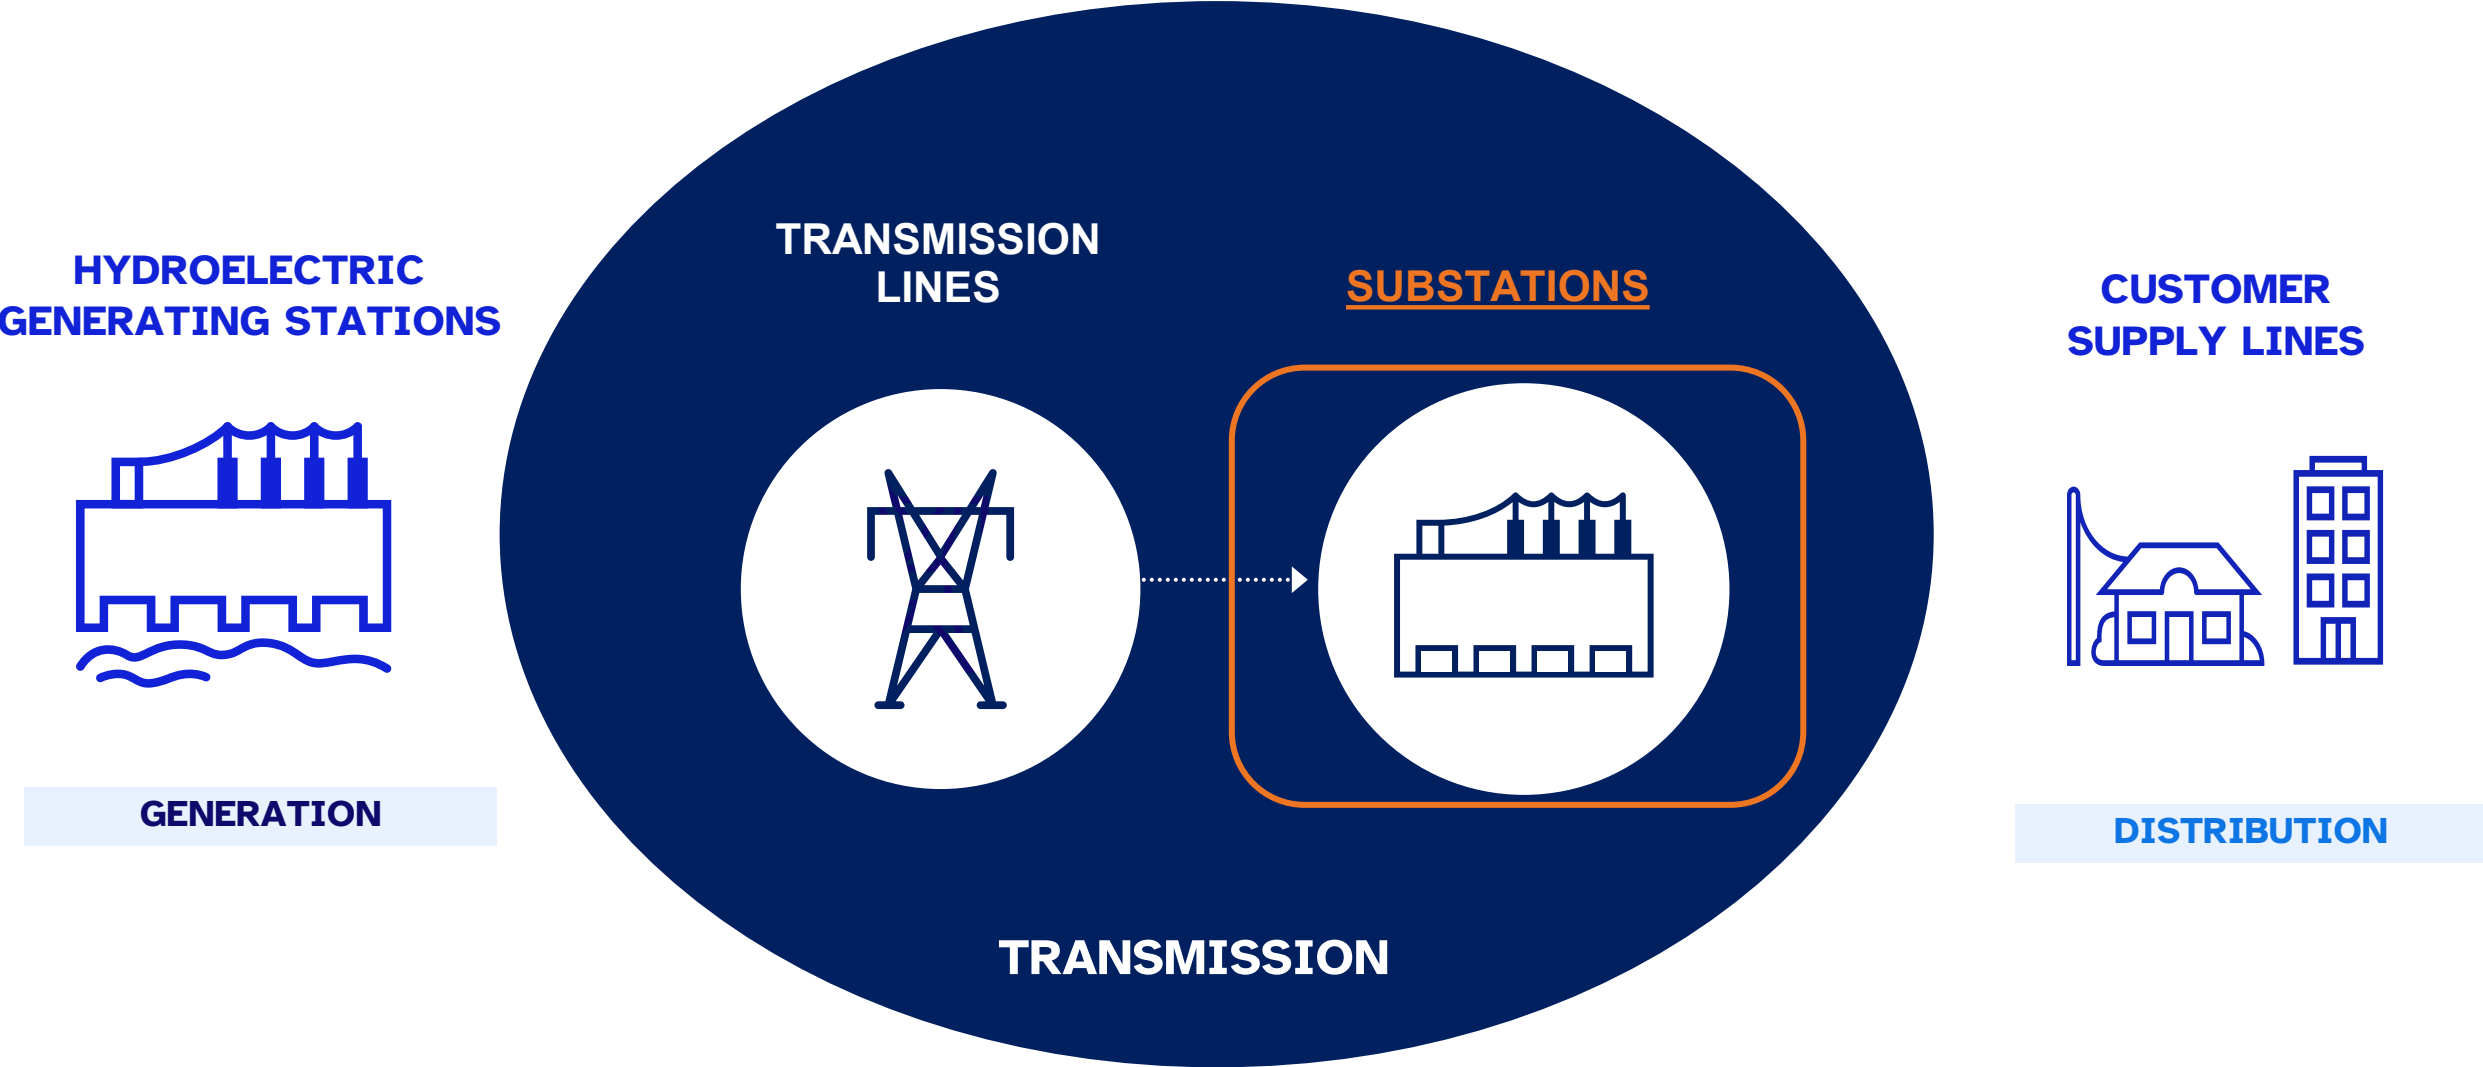 HYDROELECTRIC
GENERATING STATIONS
GENERATION
TRANSMISSION
LINES
SUBSTATIONS
TRANSMISSION
CUSTOMER
SUPPLY LINES
DISTRIBUTION